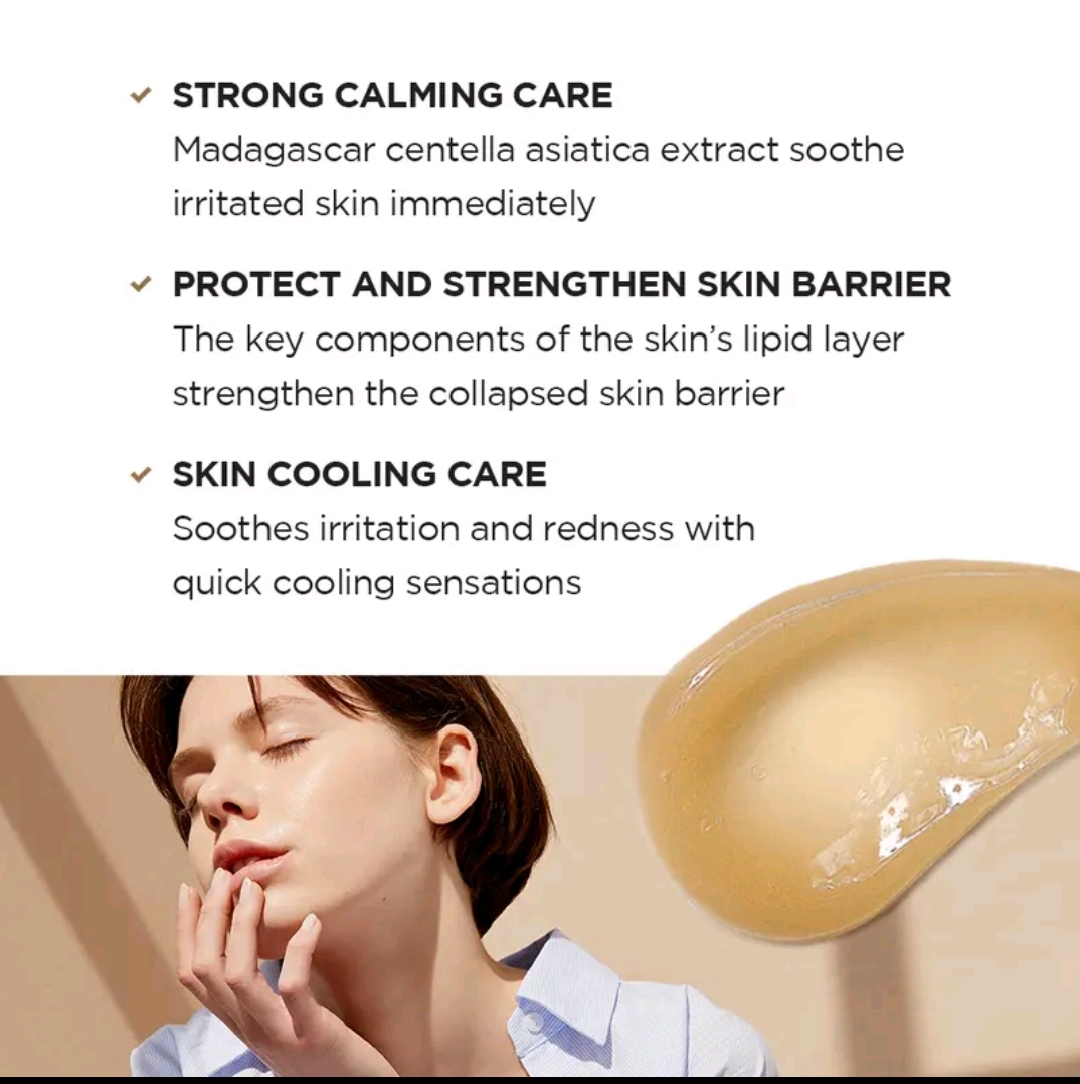 STRONG CALMING CARE
Madagascar centella asiatica extract soothe
irritated skin immediately
PROTECT AND STRENGTHEN SKIN BARRIER
The key components of the skin’s lipid layer
strengthen the collapsed skin barrier
SKIN COOLING CARE
Soothes irritation and redness with
quick cooling sensations